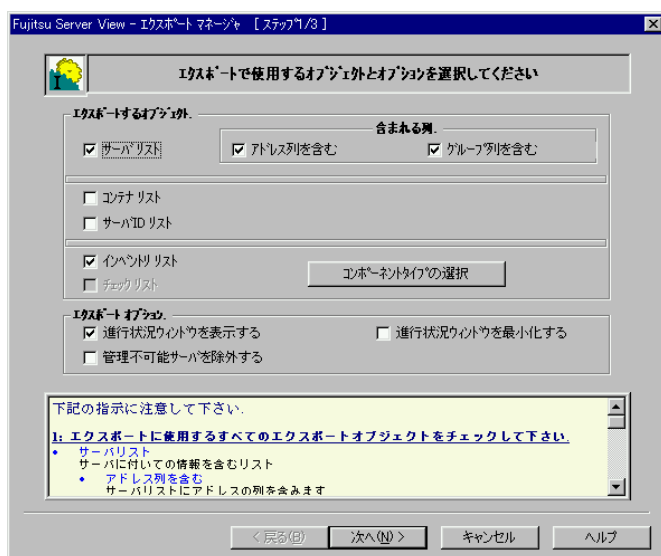 Fujitsu Server View - ｴｸｽﾎﾟｰﾄ ﾏﾈｰｼﾞｬ [ｽﾃｯﾌﾟ1/3]
ｴｸｽﾎﾟｰﾄで使用するｵﾌﾞｼﾞｪｸﾄとｵﾌﾟｼｮﾝを選択してください
ｴｸｽﾎﾟｰﾄするｵﾌﾞｼﾞｪｸﾄ.
含まれる列.
ｻｰﾊﾞﾘｽﾄ
ｱﾄﾞﾚｽ列を含む
ｸﾞﾙｰﾌﾟ列を含む
ｺﾝﾃﾅ ﾘｽﾄ
ｻｰﾊﾞID ﾘｽﾄ
ｲﾝﾍﾞﾝﾄﾘ ﾘｽﾄ
ｺﾝﾎﾟｰﾈﾝﾄﾀｲﾌﾟの選択
ﾁｪｯｸ ﾘｽﾄ
ｴｸｽﾎﾟｰﾄ ｵﾌﾟｼｮﾝ.
進行状況ｳｨﾝﾄﾞｳを表示する
進行状況ｳｨﾝﾄﾞｳを最小化する
管理不可能ｻｰﾊﾞを除外する
下記の指示に注意して下さい.
1: エクスポートに使用するすべてのエクスポートオブジェクトをチェックして下さい.
• サーバリスト
サーバに付いての情報を含むリスト
• アドレス列を含む
サーバリストにアドレスの列を含みます
< 戻る(B)
次へ(N) >
ｷｬﾝｾﾙ
ﾍﾙﾌﾟ